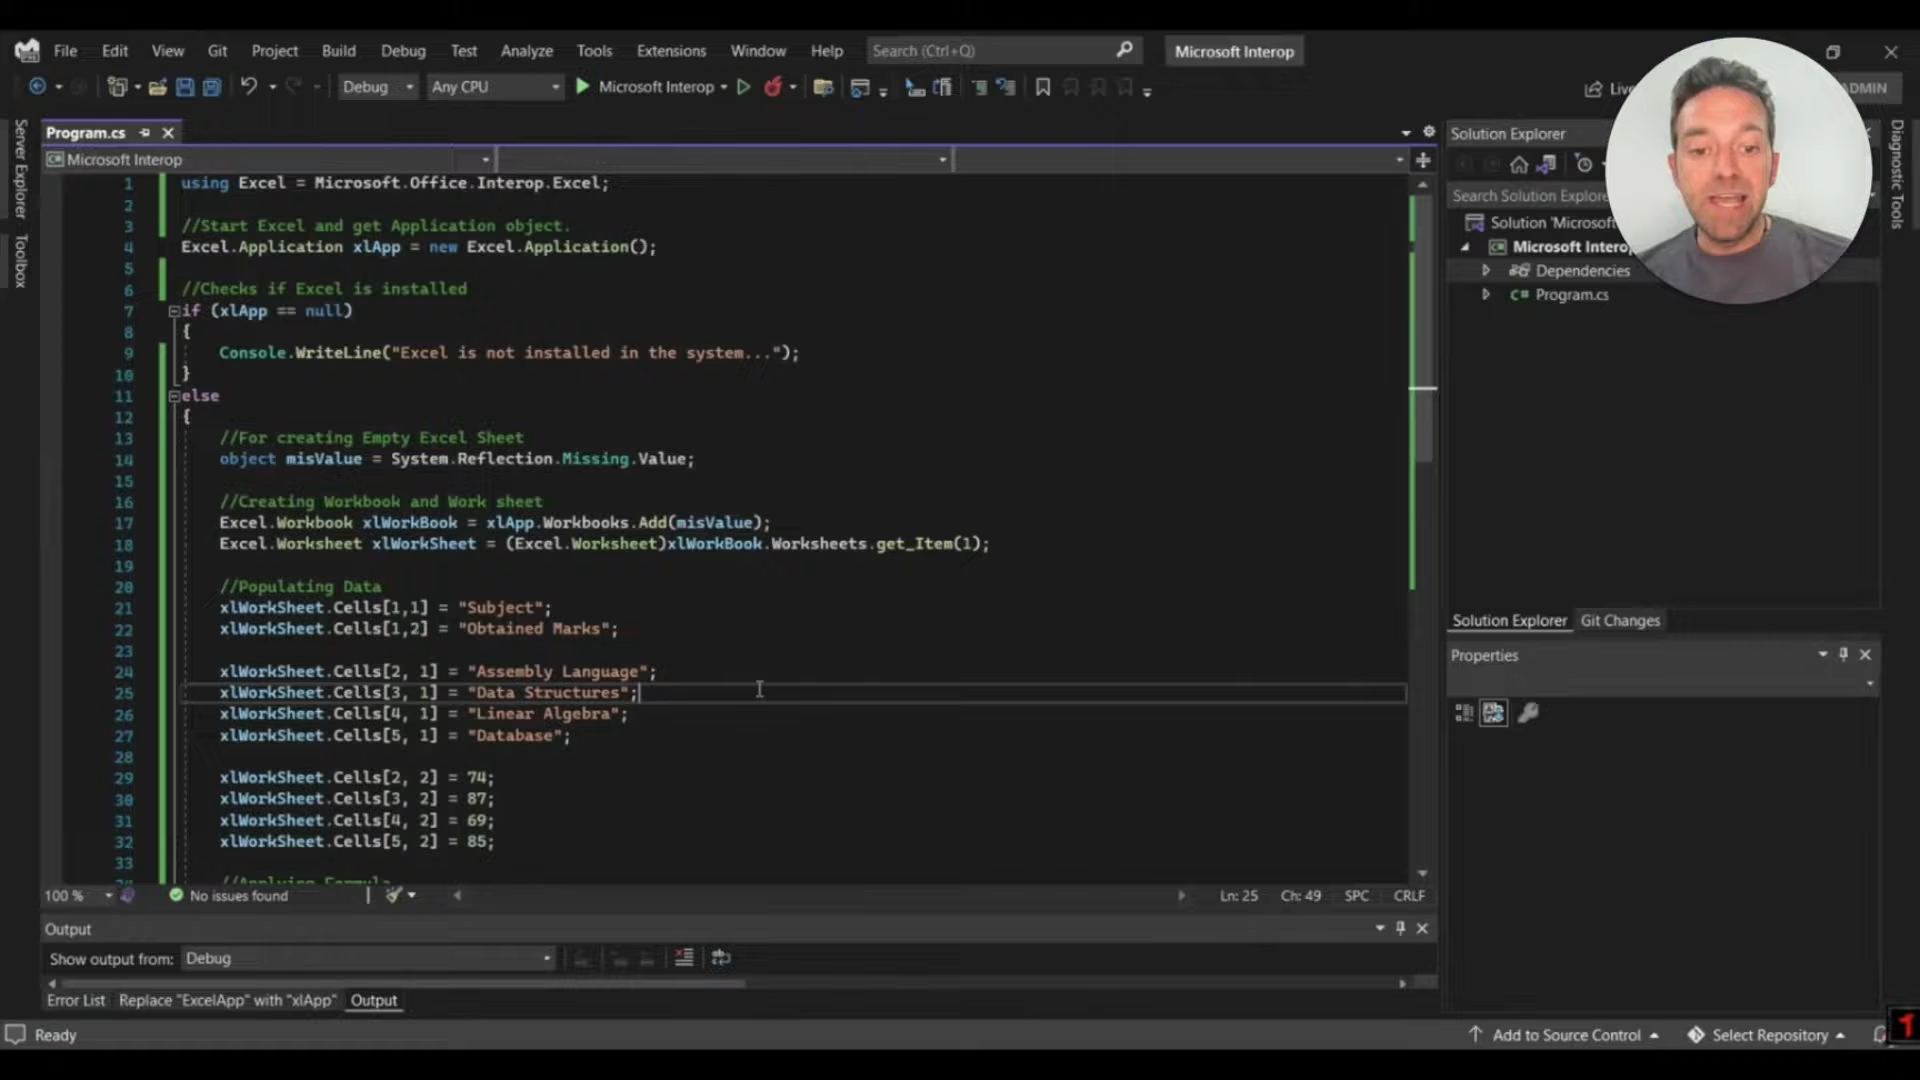 File Edit View Git Project Build Debug Test Analyze Tools Extensions Window Help Search (Ctrl+Q) Microsoft Interop
Debug Any CPU Microsoft Interop Live ADMIN
Server Explorer
Toolbox
Program.cs
Microsoft Interop
1 using Excel = Microsoft.Office.Interop.Excel;
2
3 //Start Excel and get Application object.
4 Excel.Application xlApp = new Excel.Application();
5
6 //Checks if Excel is installed
7 if (xlApp == null)
8 {
9 Console.WriteLine("Excel is not installed in the system...");
10 }
11 else
12 {
13 //For creating Empty Excel Sheet
14 object misValue = System.Reflection.Missing.Value;
15
16 //Creating Workbook and Work sheet
17 Excel.Workbook xlWorkBook = xlApp.Workbooks.Add(misValue);
18 Excel.Worksheet xlWorkSheet = (Excel.Worksheet)xlWorkBook.Worksheets.get_Item(1);
19
20 //Populating Data
21 xlWorkSheet.Cells[1,1] = "Subject";
22 xlWorkSheet.Cells[1,2] = "Obtained Marks";
23
24 xlWorkSheet.Cells[2, 1] = "Assembly Language";
25 xlWorkSheet.Cells[3, 1] = "Data Structures";
26 xlWorkSheet.Cells[4, 1] = "Linear Algebra";
27 xlWorkSheet.Cells[5, 1] = "Database";
28
29 xlWorkSheet.Cells[2, 2] = 74;
30 xlWorkSheet.Cells[3, 2] = 87;
31 xlWorkSheet.Cells[4, 2] = 69;
32 xlWorkSheet.Cells[5, 2] = 85;
33
//Applying Formula
100 % No issues found Ln: 25 Ch: 49 SPC CRLF
Output
Show output from: Debug
Error List Replace "ExcelApp" with "xlApp" Output
Solution Explorer
Search Solution Explorer
Solution 'Microsoft
Microsoft Interop
Dependencies
C# Program.cs
Solution Explorer Git Changes
Properties
Diagnostic Tools
Ready Add to Source Control Select Repository 1